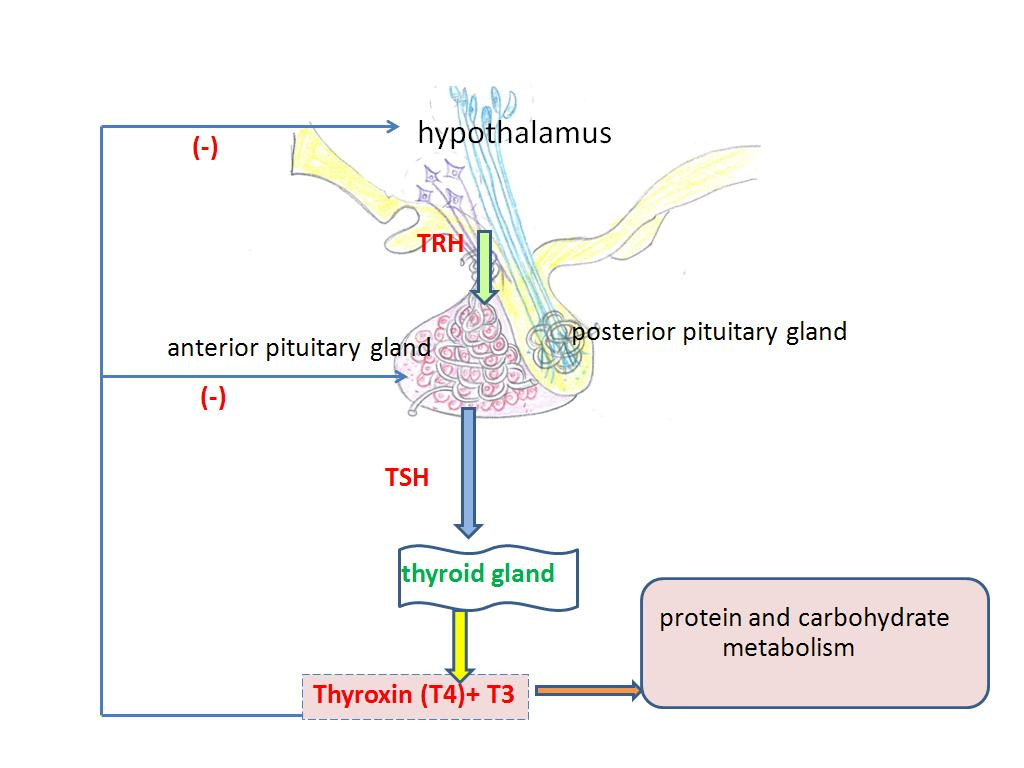 hypothalamus
(-)
TRH
posterior pituitary gland
anterior pituitary gland
(-)
TSH
thyroid gland
protein and carbohydrate
metabolism
Thyroxin (T4)+ T3